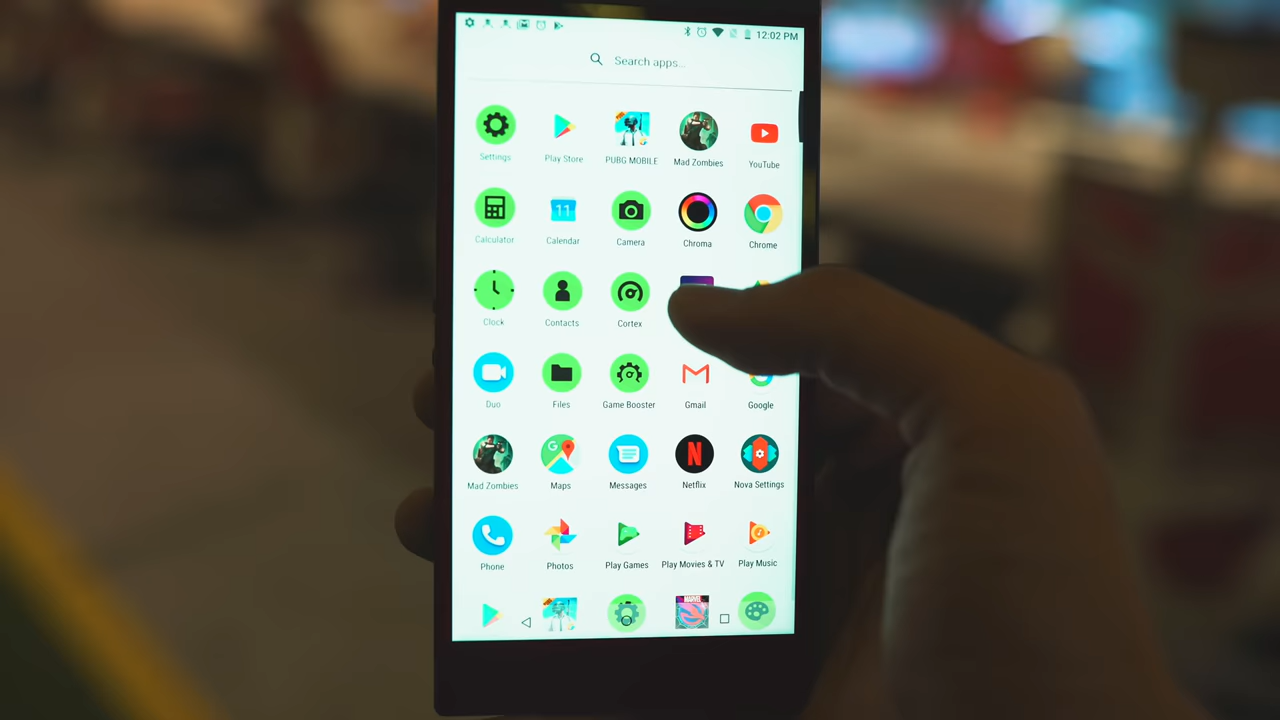 12:02 PM
Search apps...
Settings
Play Store
PUBG MOBILE
Mad Zombies
YouTube
11
Calculator
Calendar
Camera
Chroma
Chrome
Clock
Contacts
Cortex
Duo
Files
Game Booster
Gmail
Google
G
N
Mad Zombies
Maps
Messages
Netflix
Nova Settings
Phone
Photos
Play Games
Play Movies & TV
Play Music
MARVEL